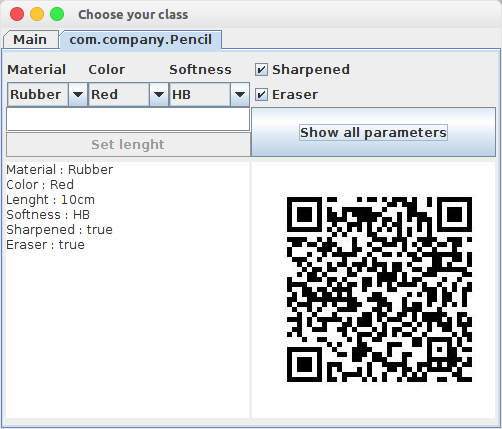 Choose your class
Main com.company.Pencil
Material Color Softness Sharpened
Rubber Red HB Eraser
Set lenght Show all parameters
Material : Rubber
Color : Red
Lenght : 10cm
Softness : HB
Sharpened : true
Eraser : true